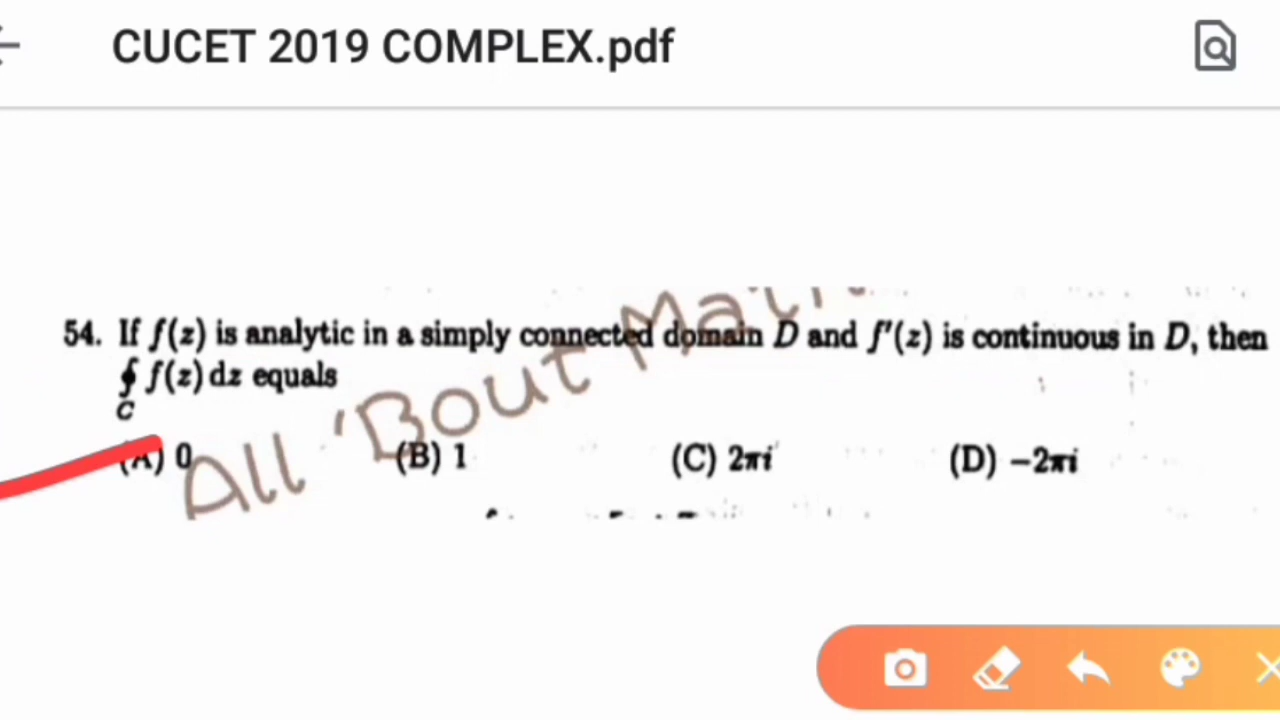 CUCET 2019 COMPLEX.pdf
54. If f(z) is analytic in a simply connected domain D and f′(z) is continuous in D, then
∮ f(z) dz equals
C
(A) 0 (B) 1 (C) 2πi (D) −2πi
All 'Bout Math